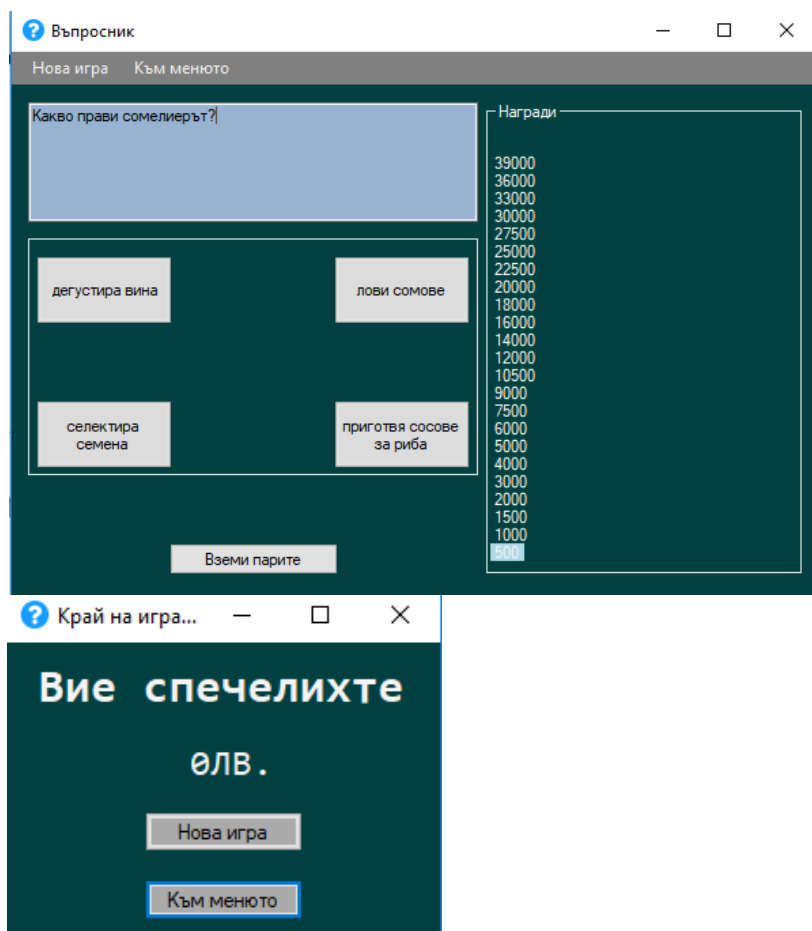 Въпросник
Нова игра Към менюто
Какво прави сомелиерът?
дегустира вина
лови сомове
селектира
семена
приготвя сосове
за риба
Вземи парите
Награди
39000
36000
33000
30000
27500
25000
22500
20000
18000
16000
14000
12000
10500
9000
7500
6000
5000
4000
3000
2000
1500
1000
500
Край на игра...
Вие спечелихте
0лв.
Нова игра
Към менюто